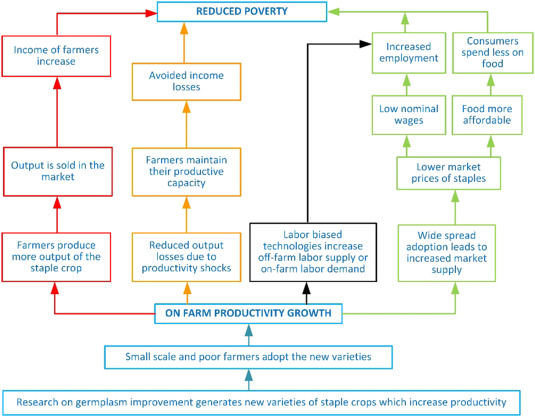 REDUCED POVERTY
Income of farmers
increase
Avoided income
losses
Increased
employment
Consumers
spend less on
food
Low nominal
wages
Food more
affordable
Output is sold in the
market
Farmers maintain
their productive
capacity
Lower market
prices of staples
Farmers produce
more output of the
staple crop
Reduced output
losses due to
productivity shocks
Labor biased
technologies increase
off-farm labor supply or
on-farm labor demand
Wide spread
adoption leads to
increased market
supply
ON FARM PRODUCTIVITY GROWTH
Small scale and poor farmers adopt the new varieties
Research on germplasm improvement generates new varieties of staple crops which increase productivity